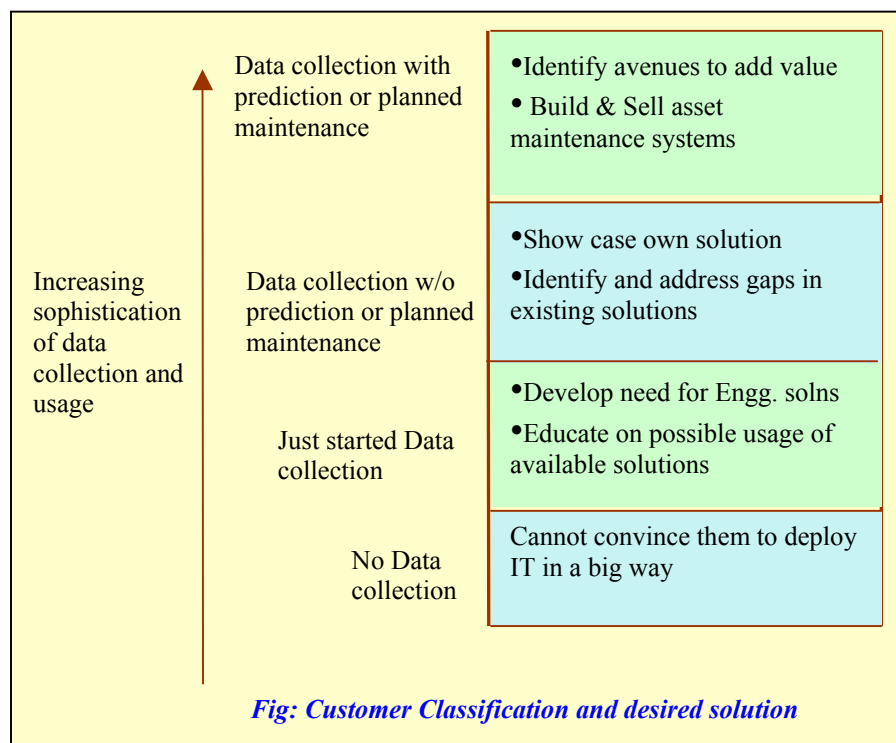 Data collection with
prediction or planned
maintenance
•Identify avenues to add value
• Build & Sell asset
maintenance systems
Increasing
sophistication
of data
collection and
usage
Data collection w/o
prediction or planned
maintenance
•Show case own solution
•Identify and address gaps in
existing solutions
Just started Data
collection
•Develop need for Engg. solns
•Educate on possible usage of
available solutions
No Data
collection
Cannot convince them to deploy
IT in a big way
Fig: Customer Classification and desired solution